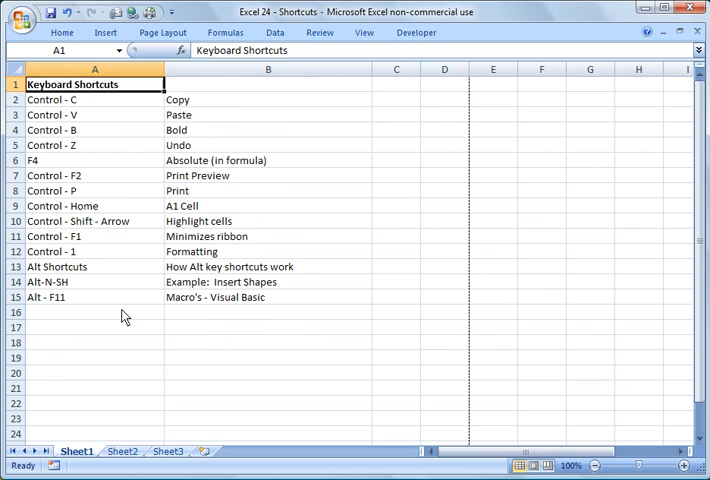 Excel 24 - Shortcuts - Microsoft Excel non-commercial use
Home Insert Page Layout Formulas Data Review View Developer
A1 fx Keyboard Shortcuts
A B C D E F G H I
1 Keyboard Shortcuts
2 Control - C Copy
3 Control - V Paste
4 Control - B Bold
5 Control - Z Undo
6 F4 Absolute (in formula)
7 Control - F2 Print Preview
8 Control - P Print
9 Control - Home A1 Cell
10 Control - Shift - Arrow Highlight cells
11 Control - F1 Minimizes ribbon
12 Control - 1 Formatting
13 Alt Shortcuts How Alt key shortcuts work
14 Alt-N-SH Example: Insert Shapes
15 Alt - F11 Macro's - Visual Basic
16
17
18
19
20
21
22
23
24
Sheet1 Sheet2 Sheet3
Ready 100%